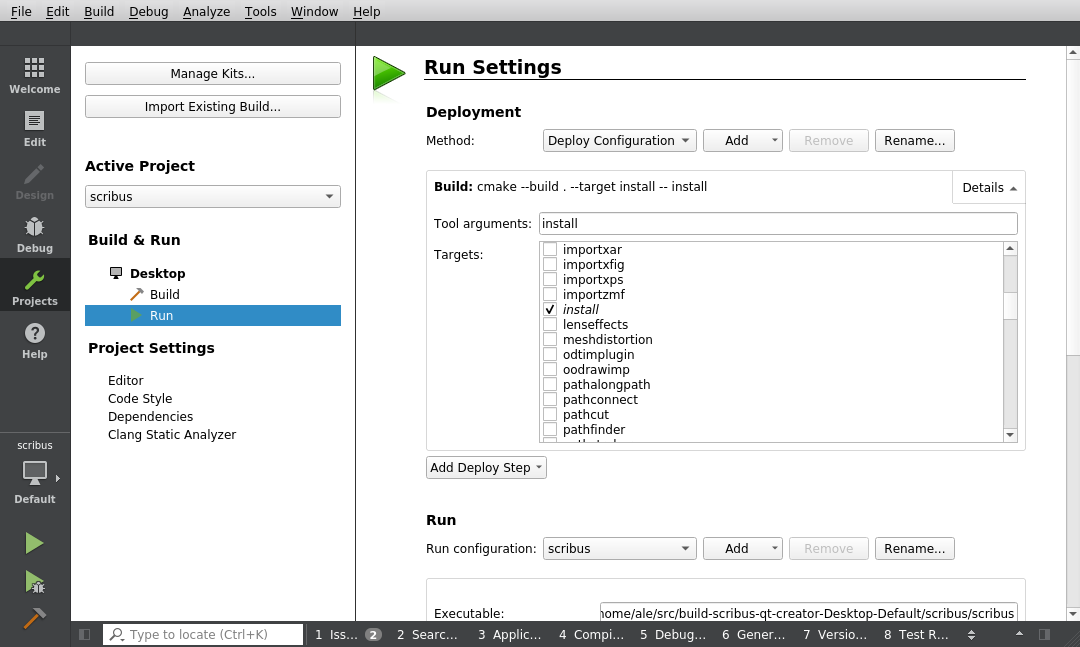 File Edit Build Debug Analyze Tools Window Help
Welcome
Edit
Design
Debug
Projects
Help
scribus
Default
Manage Kits...
Import Existing Build...
Active Project
scribus
Build & Run
Desktop
Build
Run
Project Settings
Editor
Code Style
Dependencies
Clang Static Analyzer
Run Settings
Deployment
Method: Deploy Configuration Add Remove Rename...
Build: cmake --build . --target install -- install Details
Tool arguments: install
Targets:
importxar
importxfig
importxps
importzmf
install
lenseffects
meshdistortion
odtimplugin
oodrawimp
pathalongpath
pathconnect
pathcut
pathfinder
Add Deploy Step
Run
Run configuration: scribus Add Remove Rename...
Executable: home/ale/src/build-scribus-qt-creator-Desktop-Default/scribus/scribus
Type to locate (Ctrl+K) 1 Iss... 2 2 Searc... 3 Applic... 4 Compi... 5 Debug... 6 Gener... 7 Versio... 8 Test R...